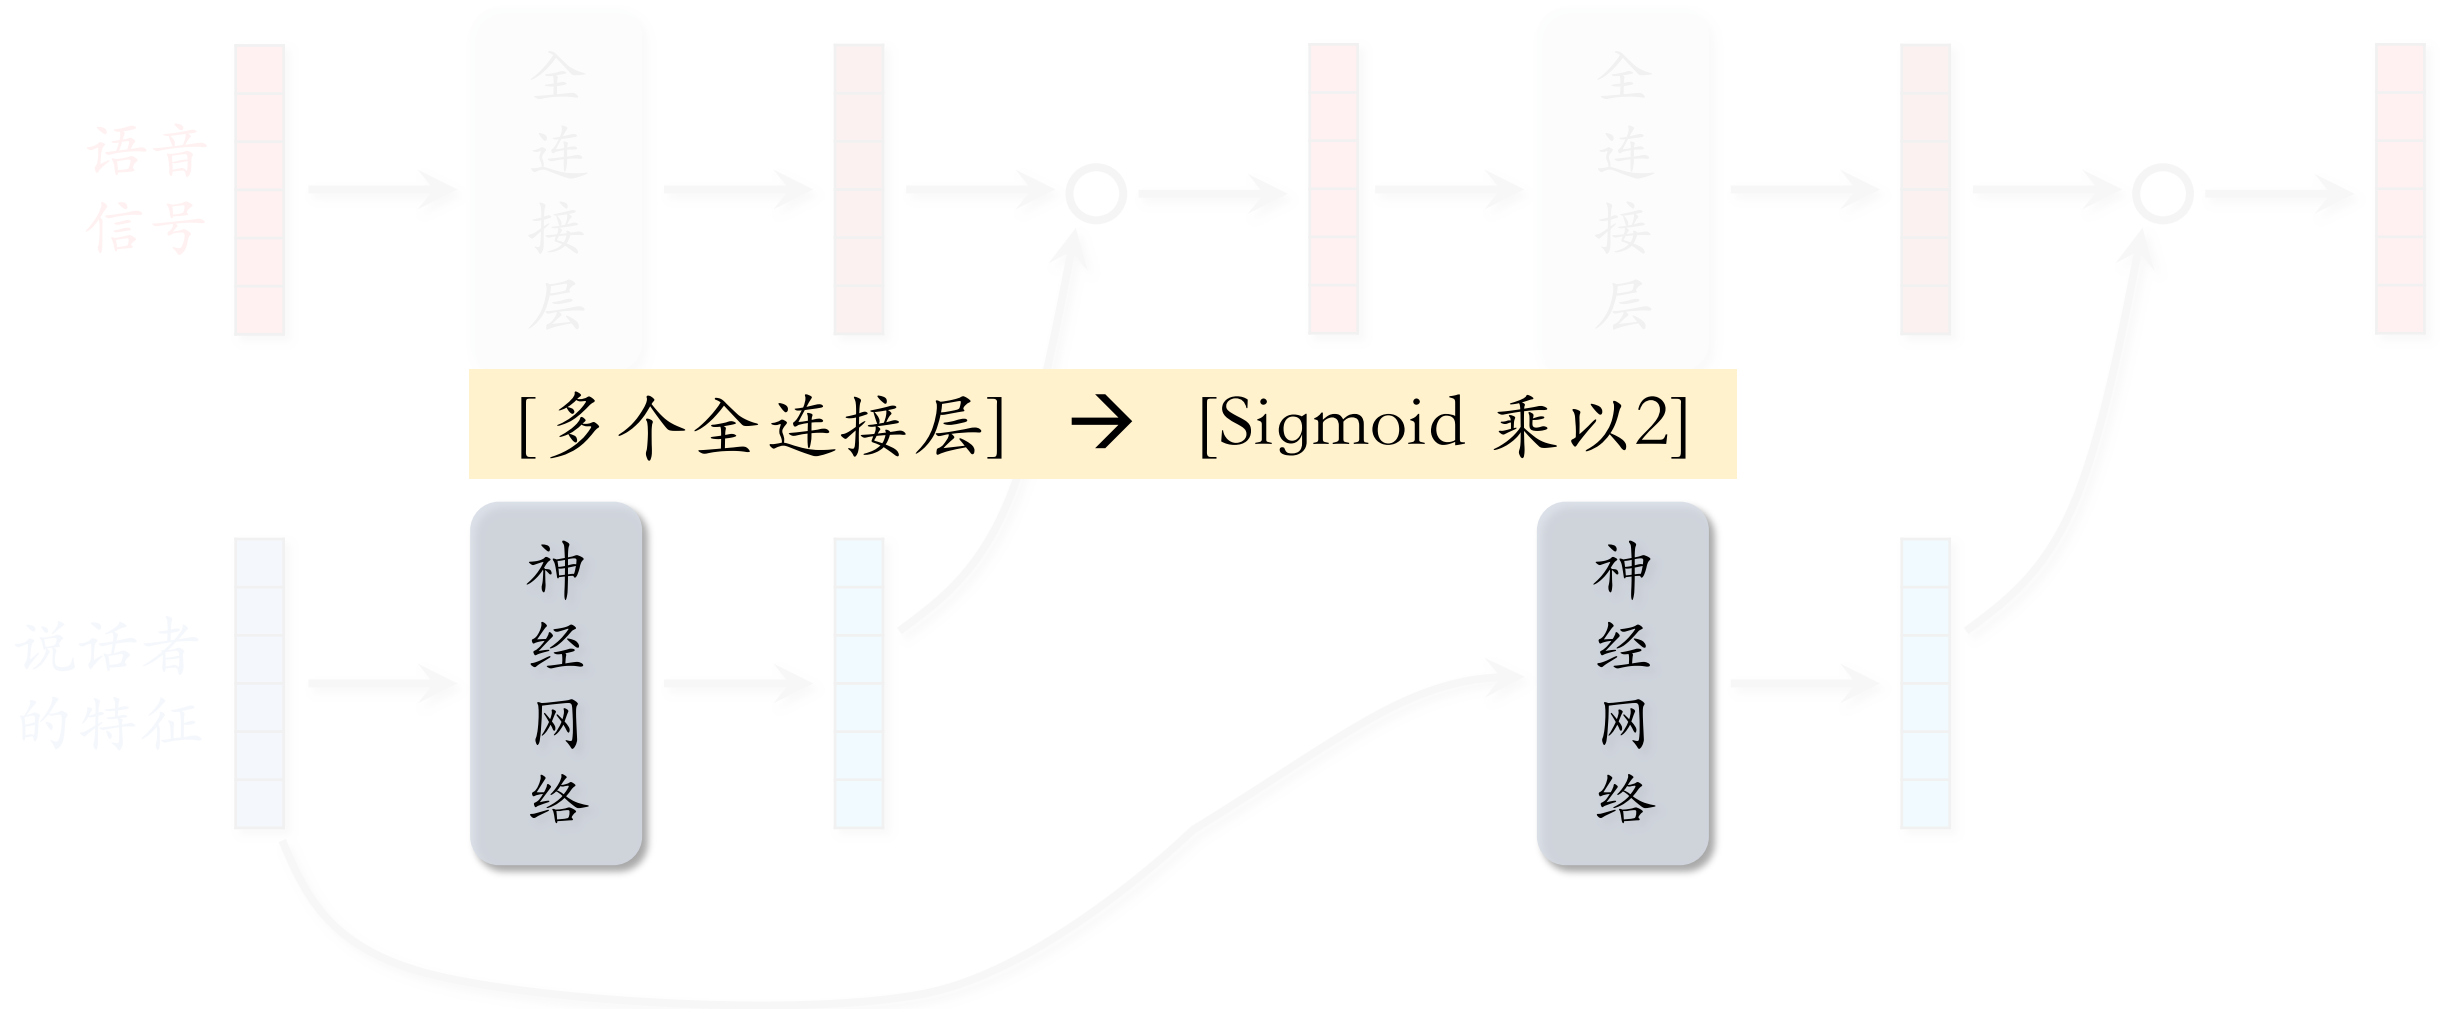 语音
信号
全连接层
全连接层
[多个全连接层] → [Sigmoid 乘以2]
说话者
的特征
神经网络
神经网络